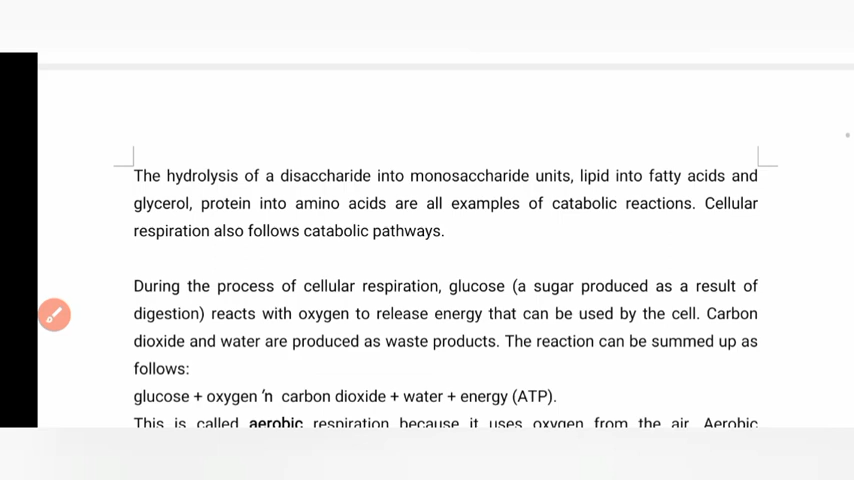 The hydrolysis of a disaccharide into monosaccharide units, lipid into fatty acids and
glycerol, protein into amino acids are all examples of catabolic reactions. Cellular
respiration also follows catabolic pathways.
During the process of cellular respiration, glucose (a sugar produced as a result of
digestion) reacts with oxygen to release energy that can be used by the cell. Carbon
dioxide and water are produced as waste products. The reaction can be summed up as
follows:
glucose + oxygen ′n carbon dioxide + water + energy (ATP).
This is called aerobic respiration because it uses oxygen from the air. Aerobic